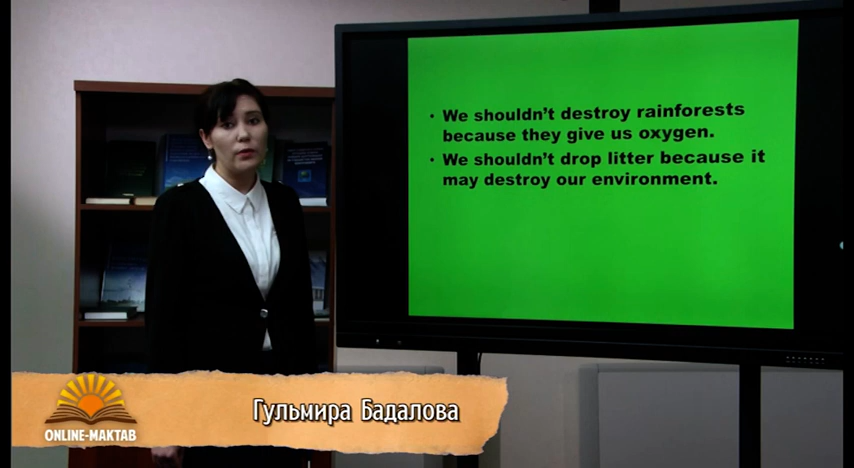 • We shouldn't destroy rainforests
because they give us oxygen.
• We shouldn't drop litter because it
may destroy our environment.
Гульмира Бадалова
ONLINE-MAKTAB